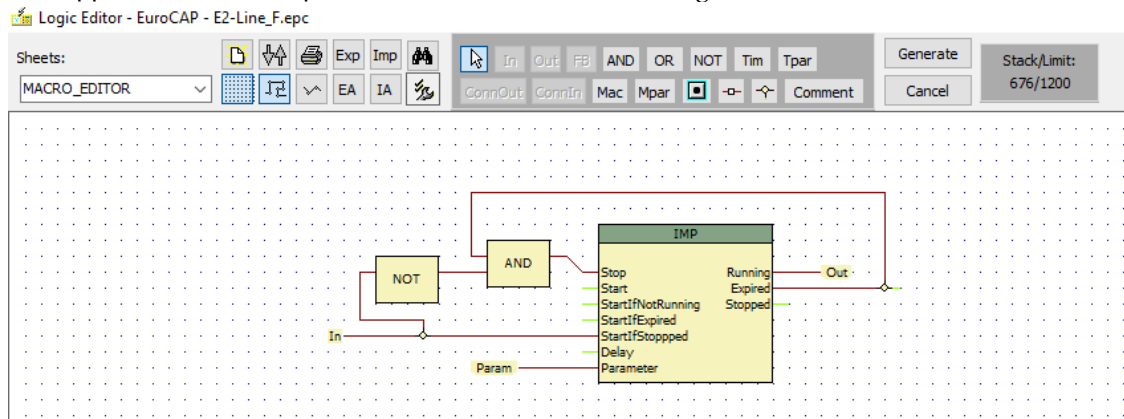 Logic Editor - EuroCAP - E2-Line_F.epc
Sheets:
MACRO_EDITOR
Exp Imp
EA IA
In Out FB AND OR NOT Tim Tpar
ConnOut ConnIn Mac Mpar Comment
Generate
Cancel
Stack/Limit:
676/1200
IMP
AND
NOT
Stop Running Out
Start Expired
StartIfNotRunning Stopped
StartIfExpired
In StartIfStoppped
Delay
Param Parameter